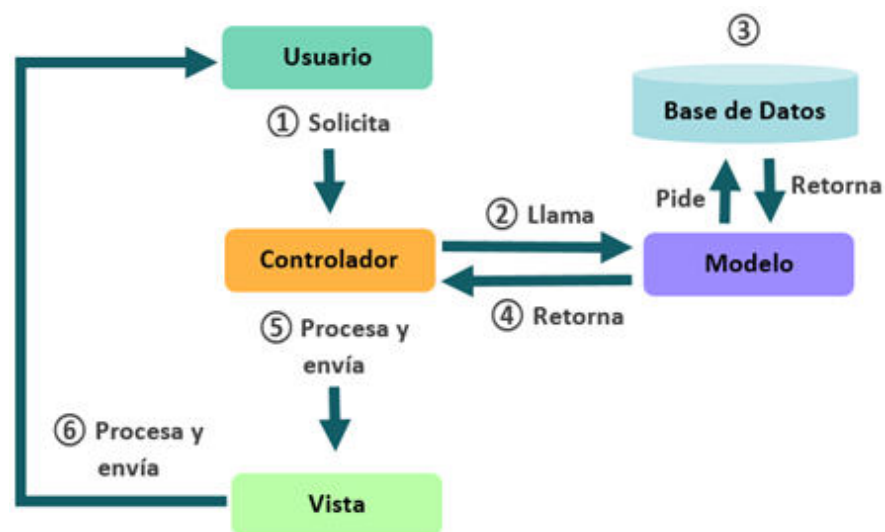 Usuario
① Solicita
Controlador
② Llama
③
Base de Datos
Pide
Retorna
Modelo
④ Retorna
⑤ Procesa y
envía
Vista
⑥ Procesa y
envía